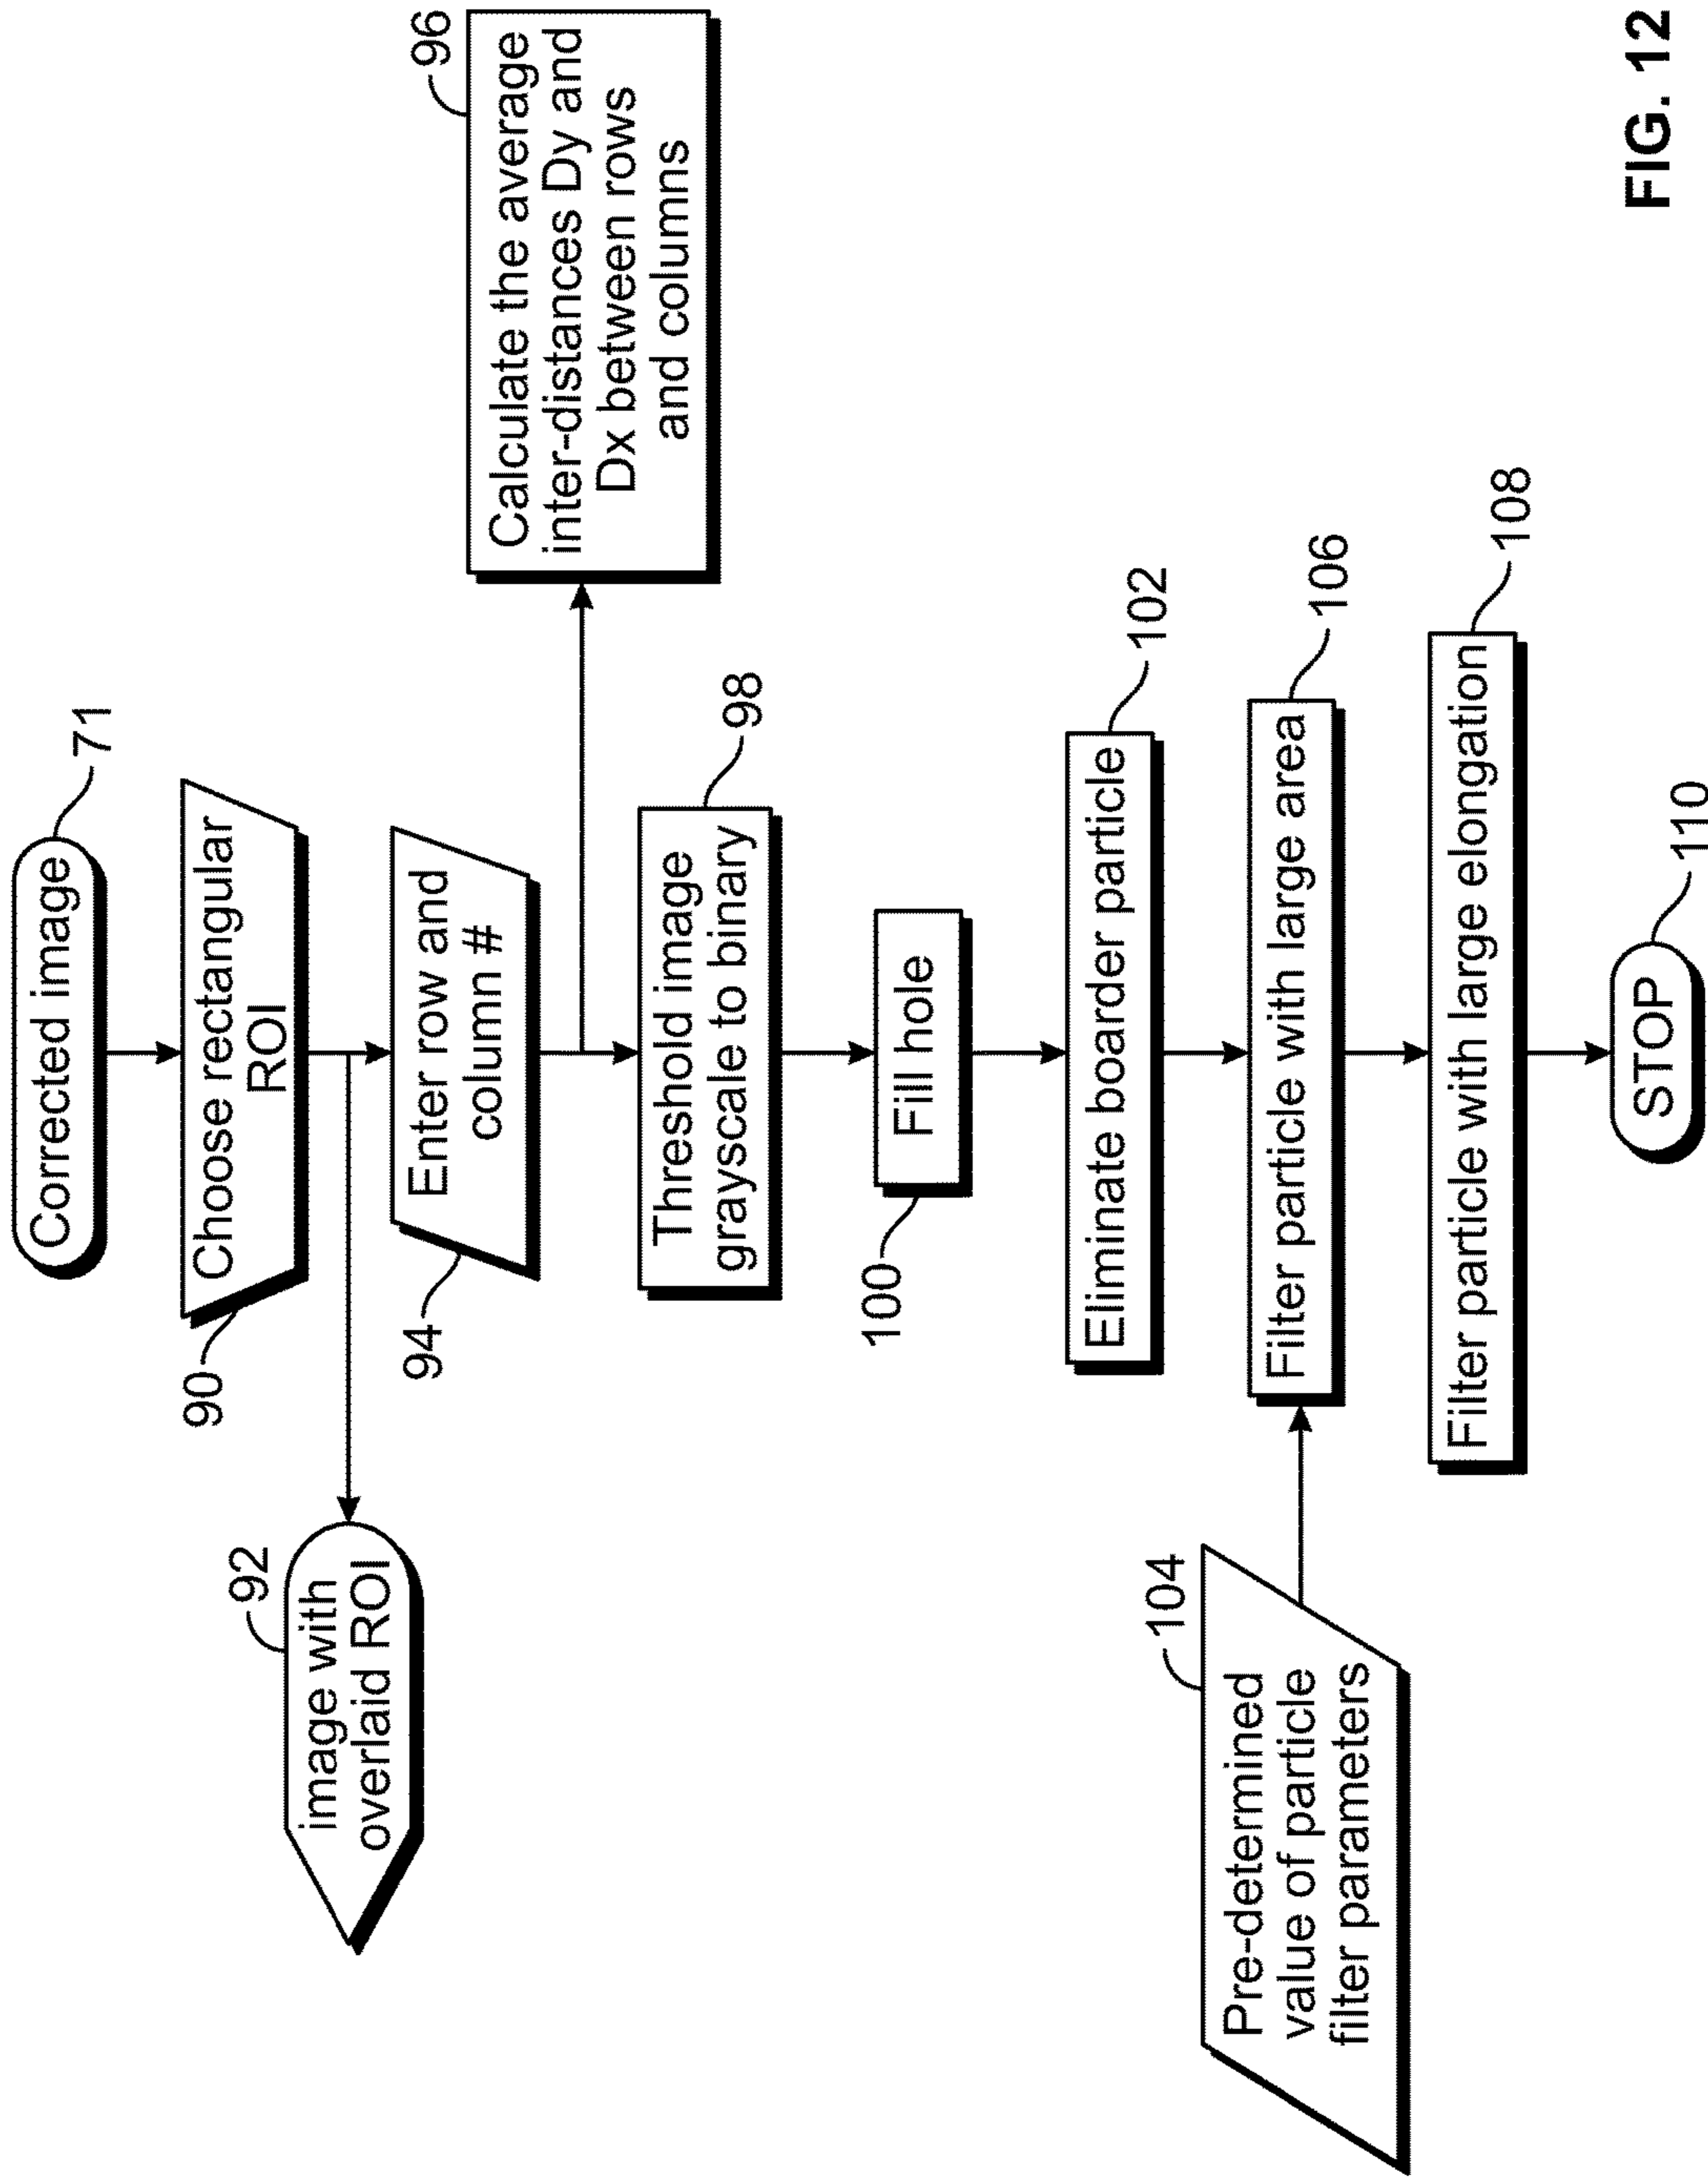 Corrected image
71
Choose rectangular
ROI
90
image with
overlaid ROI
92
Enter row and
column #
94
Calculate the average
inter-distances Dy and
Dx between rows
and columns
96
Threshold image
grayscale to binary
98
Fill hole
100
Eliminate boarder particle
102
Pre-determined
value of particle
filter parameters
104
Filter particle with large area
106
Filter particle with large elongation
108
STOP
110
FIG. 12